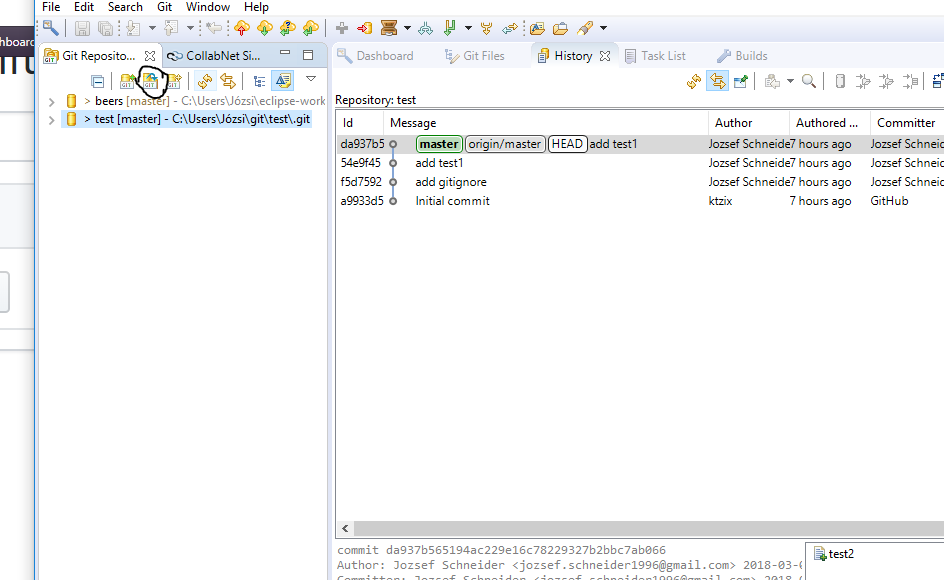 File Edit Search Git Window Help
Git Reposito... CollabNet Si...
Dashboard Git Files History Task List Builds
hboard
GIT GIT GIT
> beers [master] - C:\Users\Józsi\eclipse-work
> test [master] - C:\Users\Józsi\git\test\.git
Repository: test
Id Message Author Authored ... Committer
da937b5 master origin/master HEAD add test1 Jozsef Schneide 7 hours ago Jozsef Schneid
54e9f45 add test1 Jozsef Schneide 7 hours ago Jozsef Schneid
f5d7592 add gitignore Jozsef Schneide 7 hours ago Jozsef Schneid
a9933d5 Initial commit ktzix 7 hours ago GitHub
commit da937b565194ac229e16c78229327b2bbc7ab066
Author: Jozsef Schneider <jozsef.schneider1996@gmail.com> 2018-03-
Committer: Jozsef Schneider <jozsef.schneider1996@gmail.com> 2018-
test2